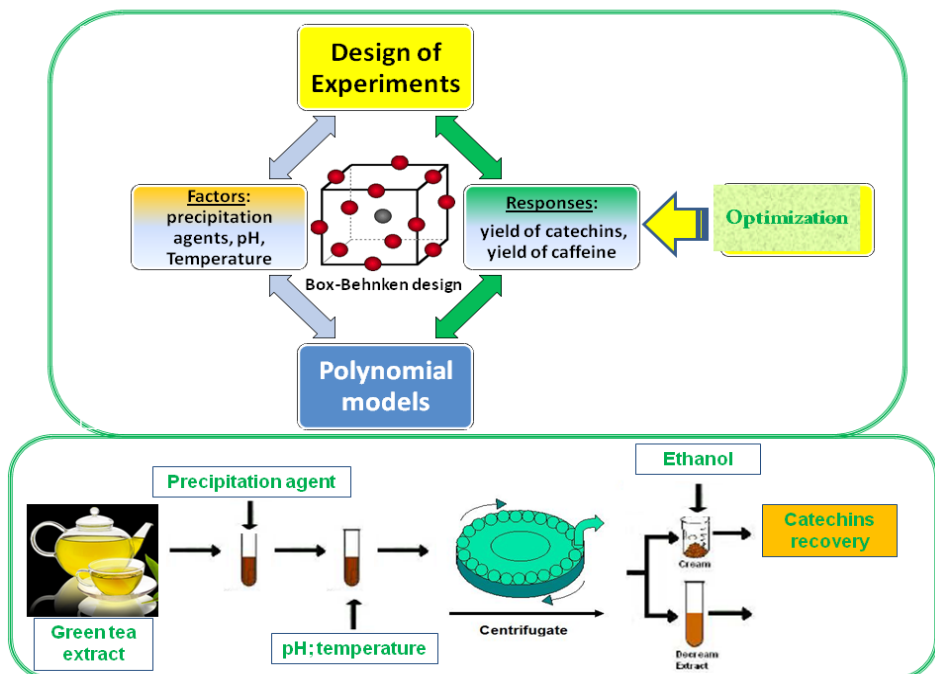 Design of
Experiments
Factors:
precipitation
agents, pH,
Temperature
Responses:
yield of catechins,
yield of caffeine
Optimization
Box-Behnken design
Polynomial
models
Ethanol
Precipitation agent
Catechins
recovery
Cream
Green tea
extract
pH; temperature
Centrifugate
Decream
Extract